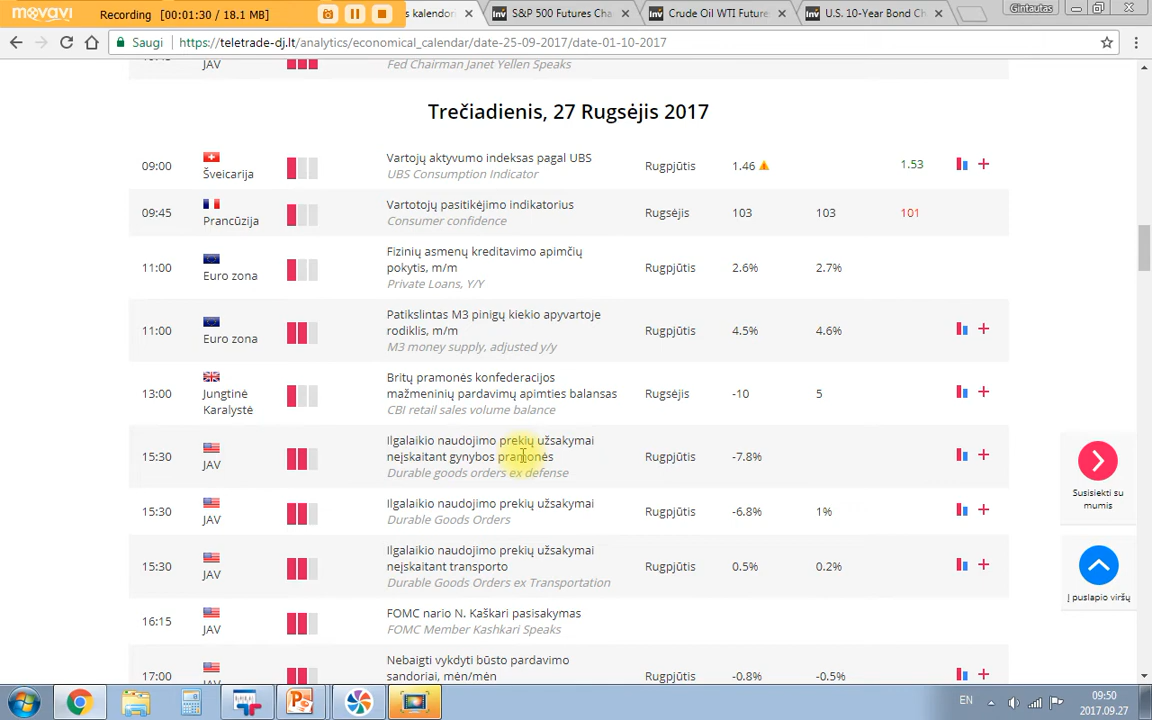 movavi
Recording (00:01:30 / 18.1 MB)
s kalendor
S&P 500 Futures Cha
Crude Oil WTI Future
U.S. 10-Year Bond Ch
Gintautas
Saugi
https://teletrade-dj.lt/analytics/economical_calendar/date-25-09-2017/date-01-10-2017
JAV Fed Chairman Janet Yellen Speaks
Trečiadienis, 27 Rugsėjis 2017
09:00 Šveicarija Vartojų aktyvumo indeksas pagal UBS Rugpjūtis 1.46 1.53
UBS Consumption Indicator
09:45 Prancūzija Vartotojų pasitikėjimo indikatorius Rugsėjis 103 103 101
Consumer confidence
11:00 Euro zona Fizinių asmenų kreditavimo apimčių Rugpjūtis 2.6% 2.7%
pokytis, m/m
Private Loans, Y/Y
11:00 Euro zona Patikslintas M3 pinigų kiekio apyvartoje Rugpjūtis 4.5% 4.6%
rodiklis, m/m
M3 money supply, adjusted y/y
13:00 Jungtinė Britų pramonės konfederacijos Rugsėjis -10 5
Karalystė mažmeninių pardavimų apimties balansas
CBI retail sales volume balance
15:30 JAV Ilgalaikio naudojimo prekių užsakymai Rugpjūtis -7.8%
neįskaitant gynybos pramonės
Durable goods orders ex defense
15:30 JAV Ilgalaikio naudojimo prekių užsakymai Rugpjūtis -6.8% 1%
Durable Goods Orders
15:30 JAV Ilgalaikio naudojimo prekių užsakymai Rugpjūtis 0.5% 0.2%
neįskaitant transporto
Durable Goods Orders ex Transportation
16:15 JAV FOMC nario N. Kaškari pasisakymas
FOMC Member Kashkari Speaks
17:00 JAV Nebaigti vykdyti būsto pardavimo Rugpjūtis -0.8% -0.5%
sandoriai, mėn/mėn
Susisiekti su
mumis
Į puslapio viršų
EN
09:50
2017.09.27